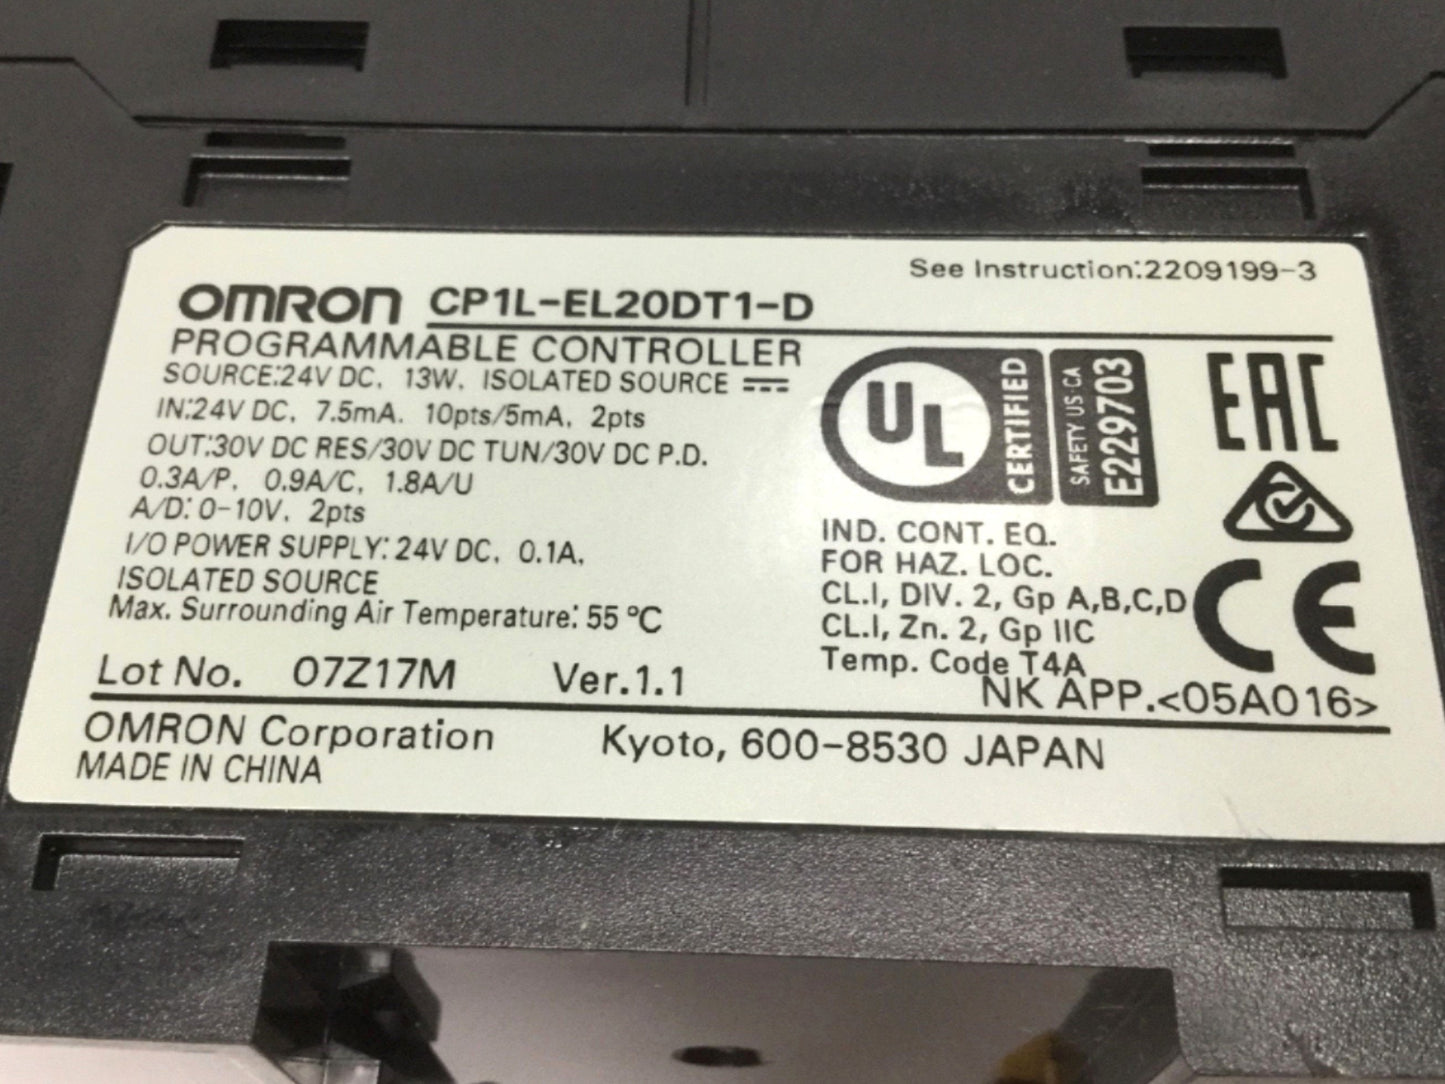 See Instruction:2209199-3
OMRON CP1L-EL20DT1-D
PROGRAMMABLE CONTROLLER
SOURCE:24V DC, 13W, ISOLATED SOURCE
IN:24V DC, 7.5mA, 10pts/5mA, 2pts
OUT:30V DC RES/30V DC TUN/30V DC P.D.
0.3A/P, 0.9A/C, 1.8A/U
A/D: 0-10V, 2pts
I/O POWER SUPPLY: 24V DC, 0.1A,
ISOLATED SOURCE
Max. Surrounding Air Temperature: 55 °C
UL
CERTIFIED
SAFETY US·CA
E229703
EAC
IND. CONT. EQ.
FOR HAZ. LOC.
CL.I, DIV. 2, Gp A,B,C,D
CL.I, Zn. 2, Gp IIC
Temp. Code T4A
CE
NK APP.<05A016>
Lot No. 07Z17M Ver.1.1
OMRON Corporation Kyoto, 600-8530 JAPAN
MADE IN CHINA